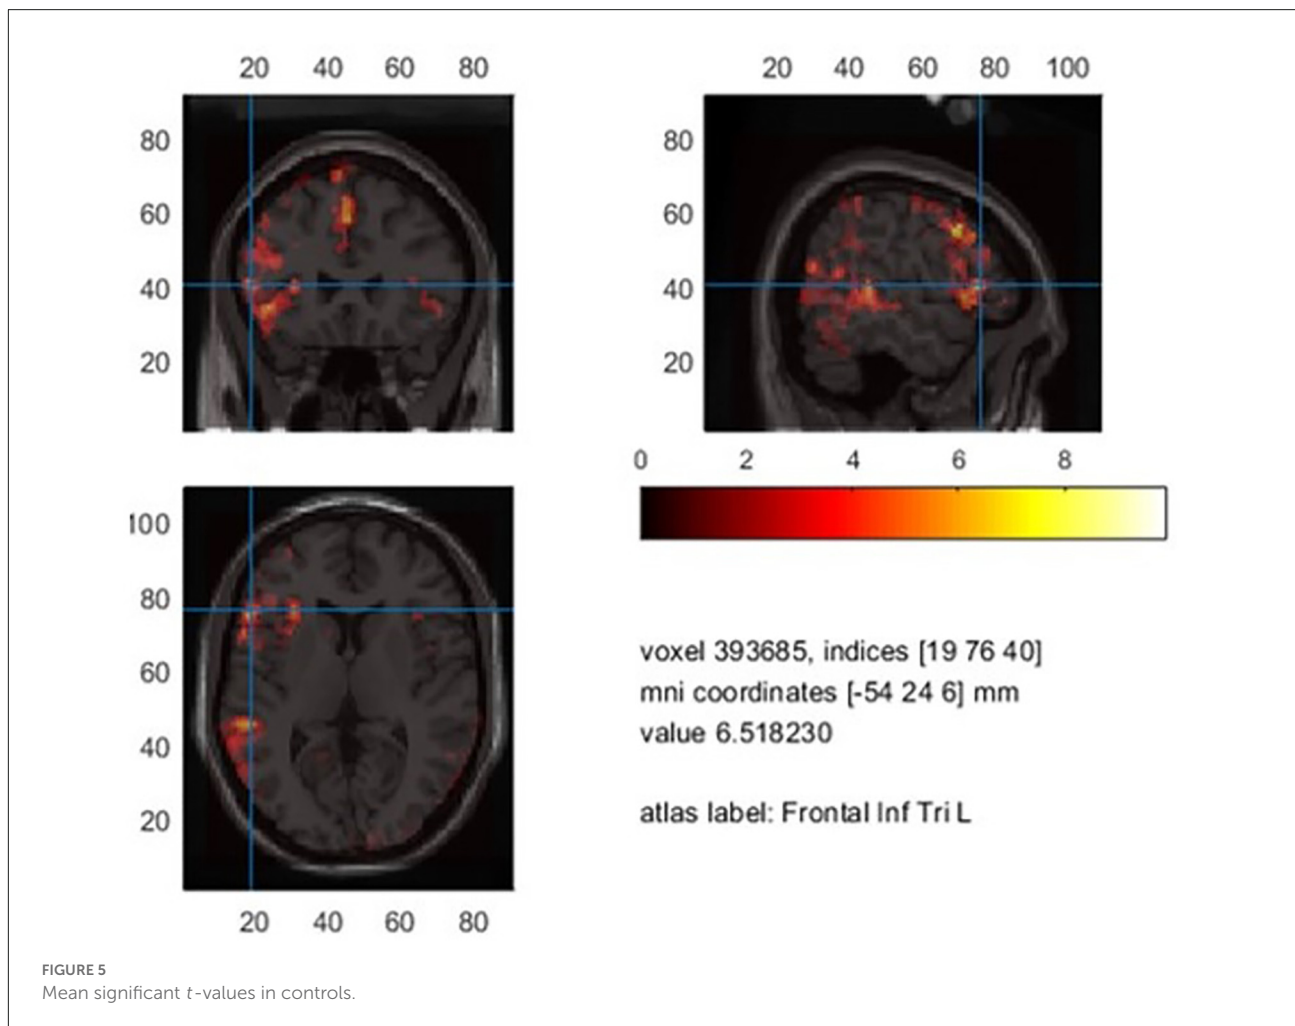 20 40 60 80
20 40 60 80 100
80
60
40
20
80
60
40
20
0 2 4 6 8
100
80
60
40
20
20 40 60 80
voxel 393685, indices [19 76 40]
mni coordinates [-54 24 6] mm
value 6.518230
atlas label: Frontal Inf Tri L
FIGURE 5
Mean significant t-values in controls.